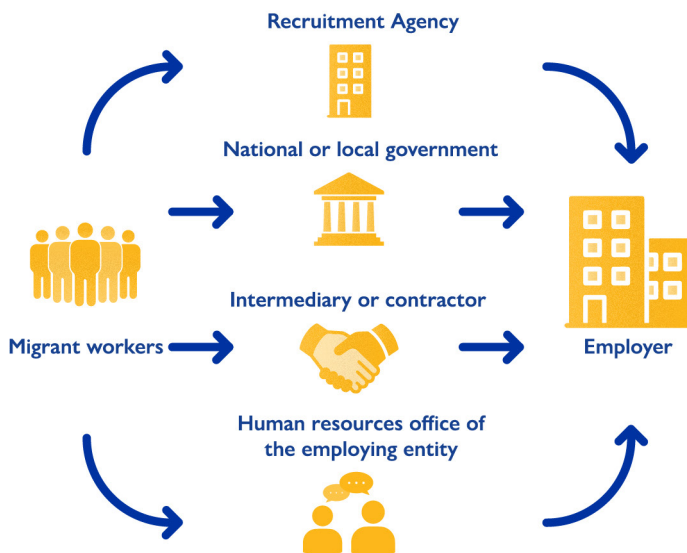 Recruitment Agency
National or local government
Intermediary or contractor
Migrant workers
Employer
Human resources office of
the employing entity